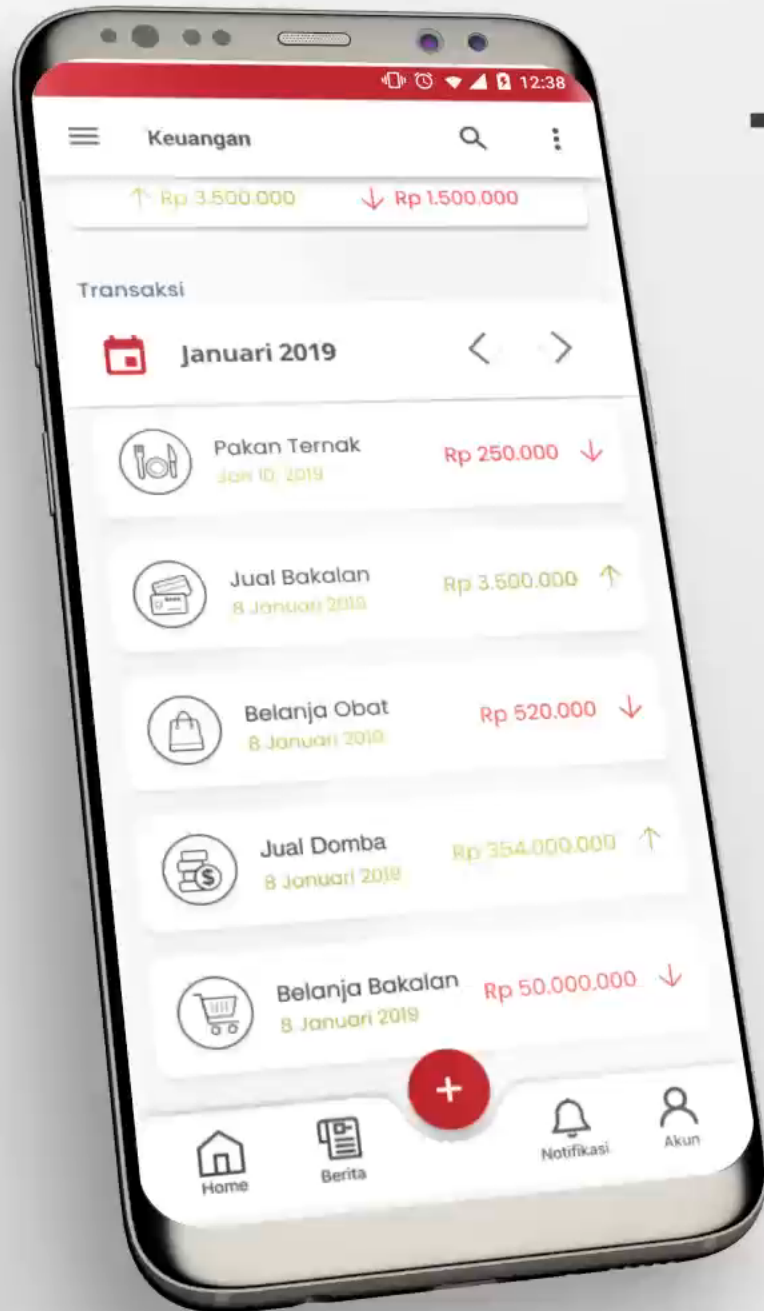 12:38
Keuangan
Rp 3.500.000 Rp 1.500.000
Transaksi
Januari 2019
Pakan Ternak Rp 250.000
Jan 10, 2019
Jual Bakalan Rp 3.500.000
8 Januari 2019
Belanja Obat Rp 520.000
8 Januari 2019
Jual Domba Rp 354.000.000
8 Januari 2019
Belanja Bakalan Rp 50.000.000
8 Januari 2019
+
Home Berita Notifikasi Akun